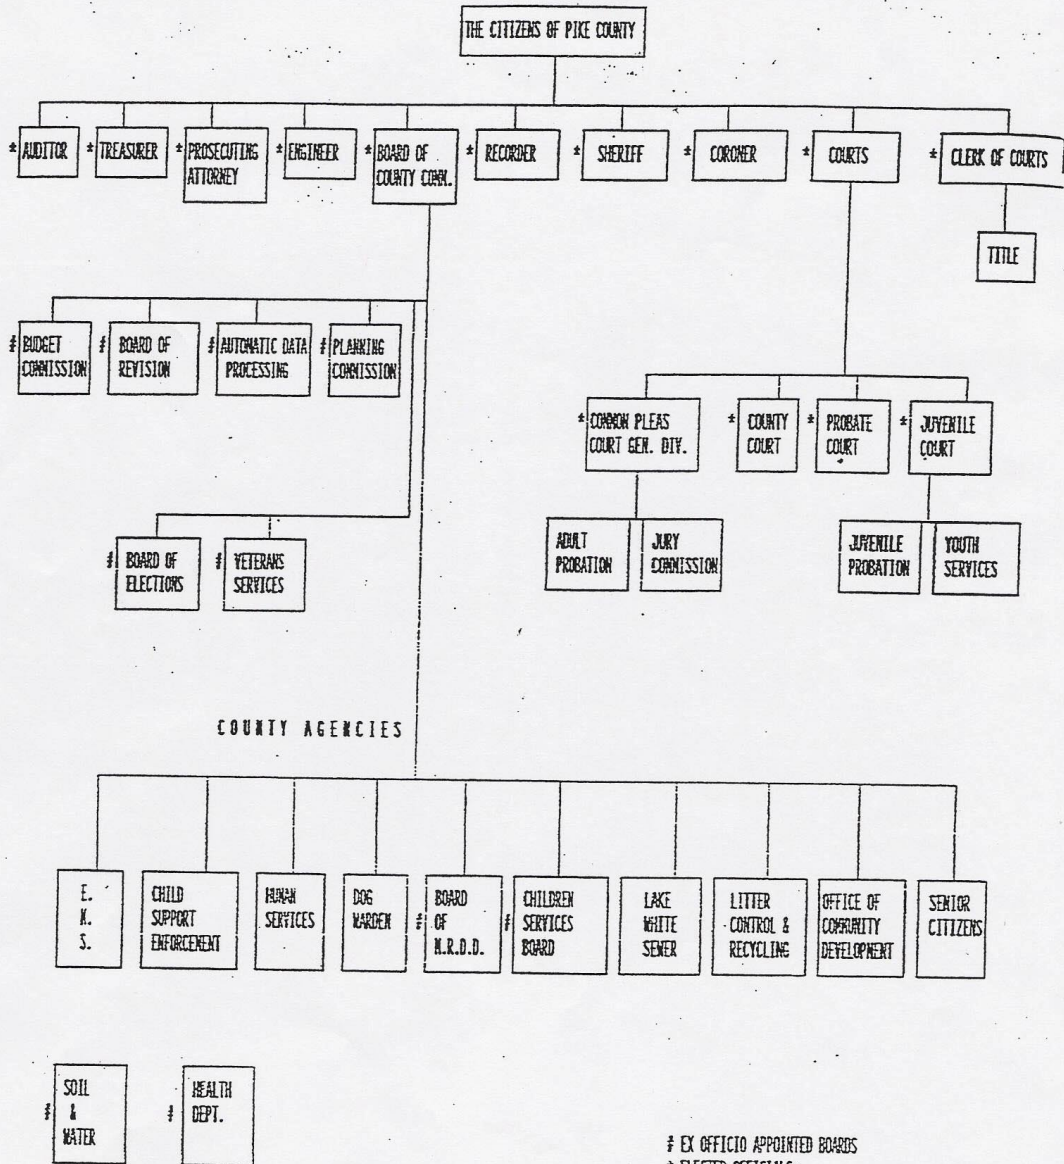 THE CITIZENS OF PIKE COUNTY
* AUDITOR
* TREASURER
* PROSECUTING
ATTORNEY
* ENGINEER
* BOARD OF
COUNTY COMM.
* RECORDER
* SHERIFF
* CORONER
* COURTS
* CLERK OF COURTS
TITLE
# BUDGET
COMMISSION
# BOARD OF
REVISION
# AUTOMATIC DATA
PROCESSING
# PLANNING
COMMISSION
* COMMON PLEAS
COURT GEN. DIV.
* COUNTY
COURT
* PROBATE
COURT
* JUVENILE
COURT
ADULT
PROBATION
JURY
COMMISSION
JUVENILE
PROBATION
YOUTH
SERVICES
# BOARD OF
ELECTIONS
# VETERANS
SERVICES
COUNTY AGENCIES
E.
M.
S.
CHILD
SUPPORT
ENFORCEMENT
HUMAN
SERVICES
DOG
WARDEN
BOARD
# OF
M.R.D.D.
CHILDREN
# SERVICES
BOARD
LAKE
WHITE
SEWER
LITTER
CONTROL &
RECYCLING
OFFICE OF
COMMUNITY
DEVELOPMENT
SENIOR
CITIZENS
SOIL
# &
WATER
HEALTH
# DEPT.
# EX OFFICIO APPOINTED BOARDS
* ELECTED OFFICIALS